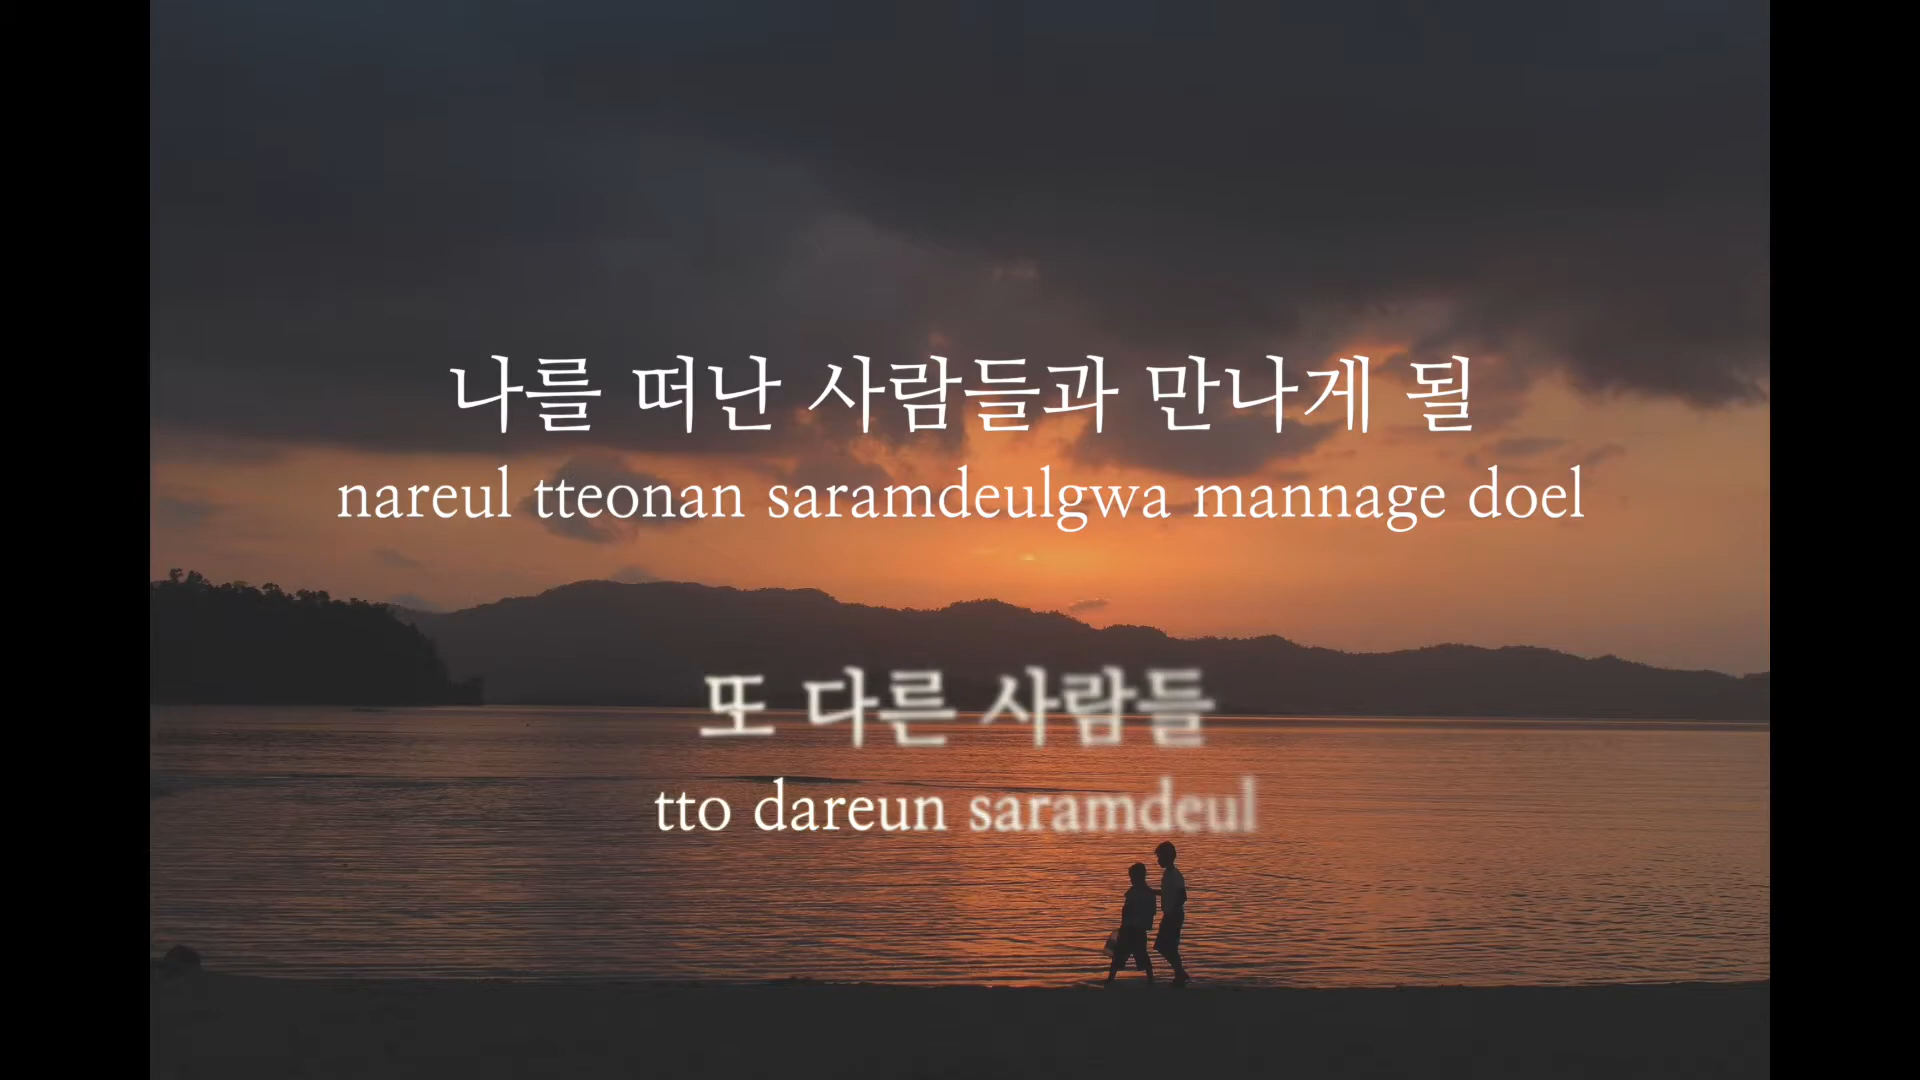 나를 떠난 사람들과 만나게 될
nareul tteonan saramdeulgwa mannage doel
또 다른 사람들
tto dareun saramdeul